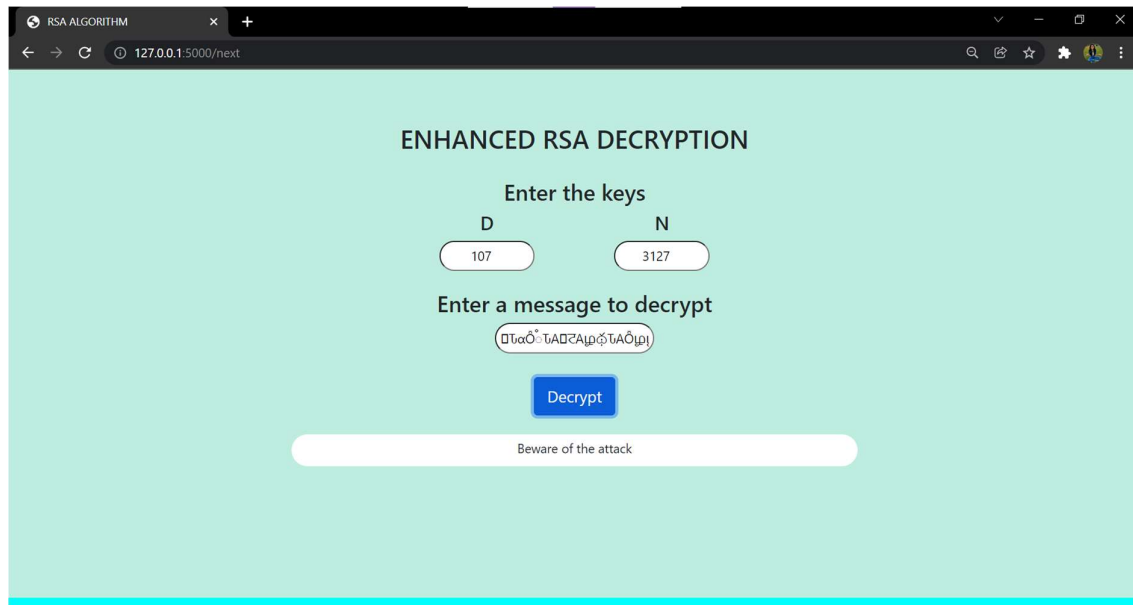 RSA ALGORITHM
127.0.0.1:5000/next
ENHANCED RSA DECRYPTION
Enter the keys
D N
107 3127
Enter a message to decrypt
Decrypt
Beware of the attack